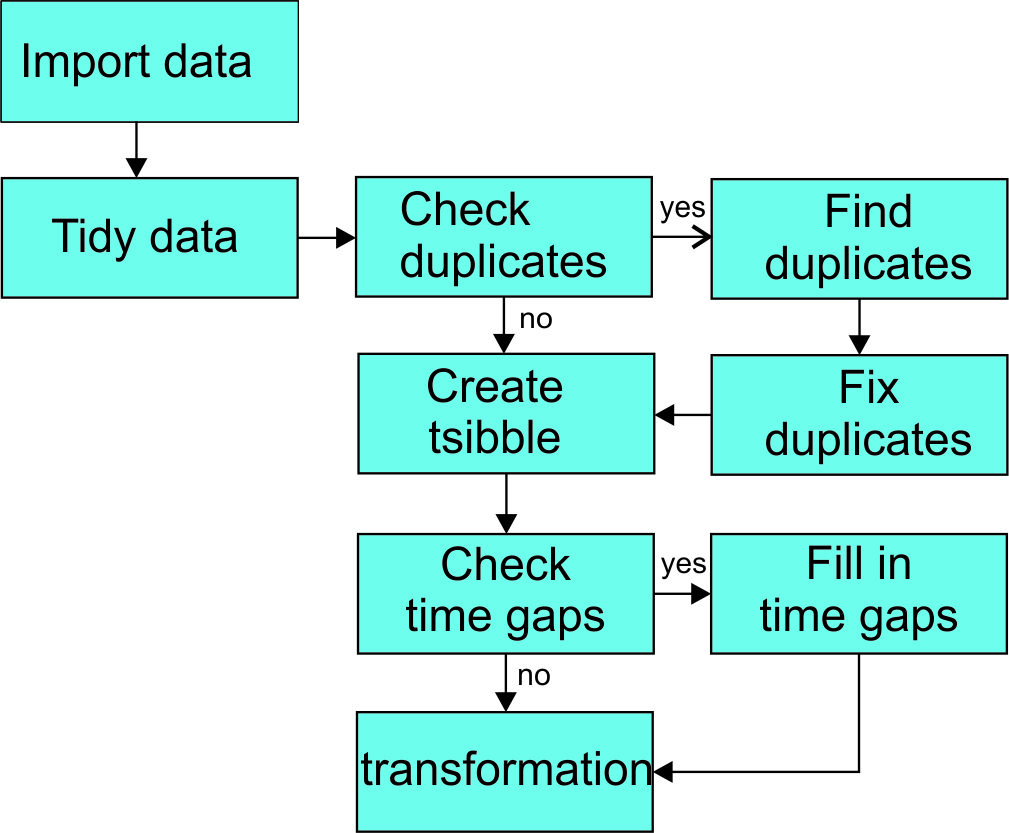 Import data
Tidy data
Check
duplicates
yes
Find
duplicates
no
Create
tsibble
Fix
duplicates
Check
time gaps
yes
Fill in
time gaps
no
transformation